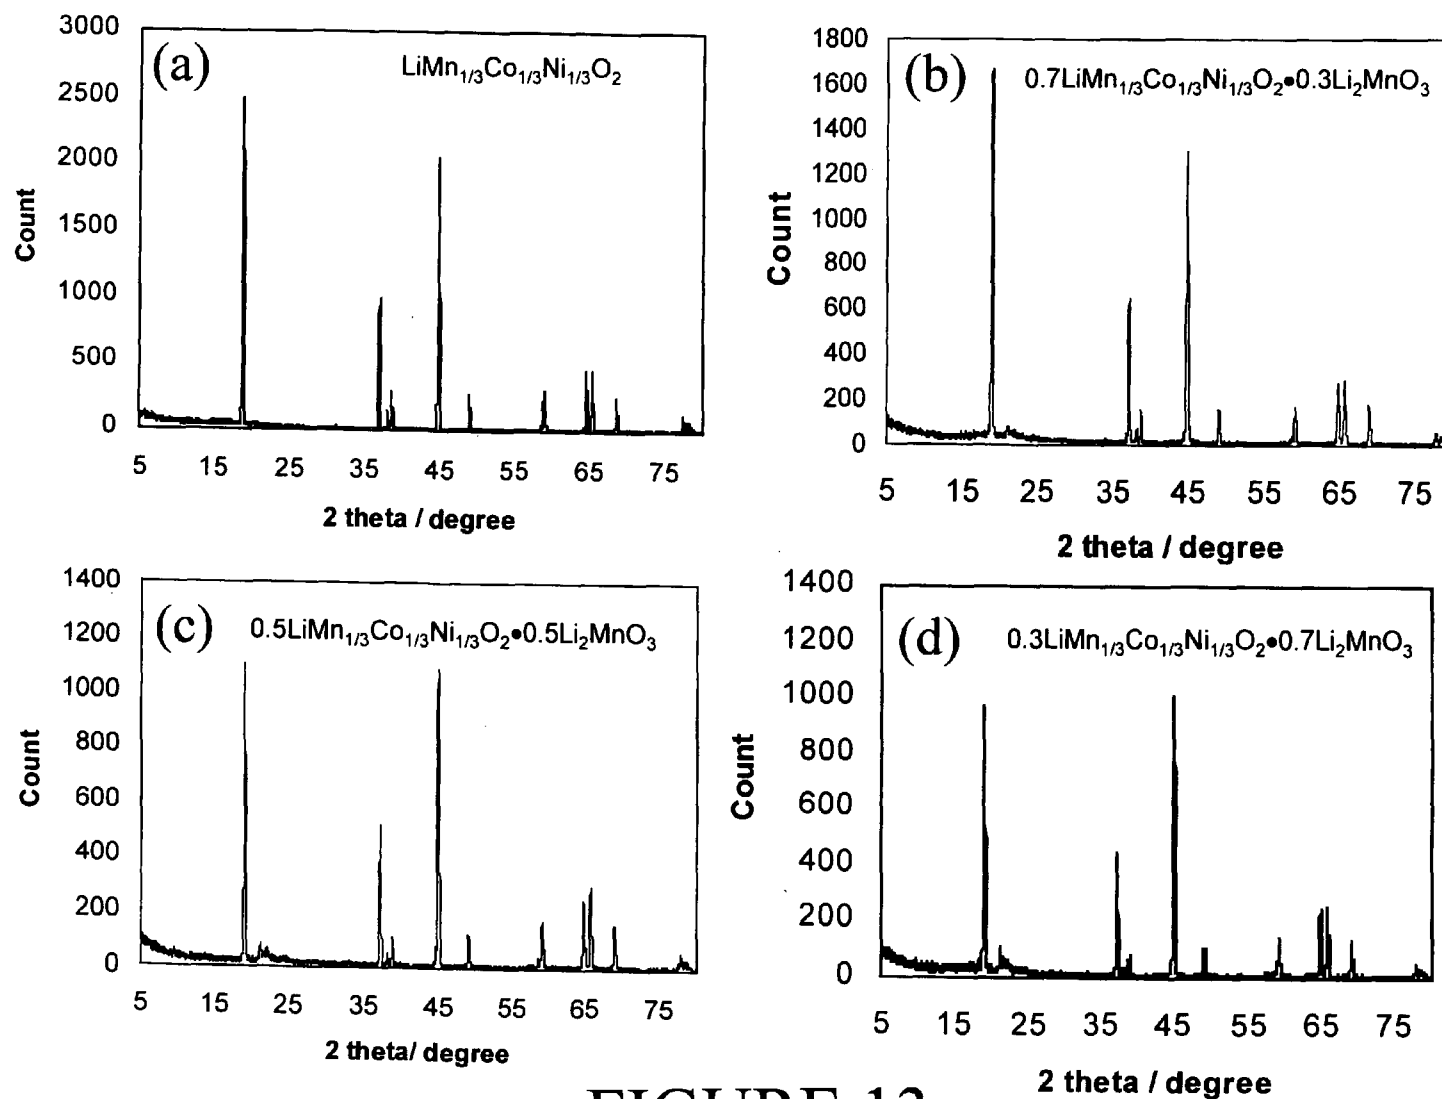 (a) LiMn1/3Co1/3Ni1/3O2
3000
2500
2000
1500
1000
500
0
Count
5 15 25 35 45 55 65 75
2 theta / degree
(b) 0.7LiMn1/3Co1/3Ni1/3O2•0.3Li2MnO3
1800
1600
1400
1200
1000
800
600
400
200
0
Count
5 15 25 35 45 55 65 75
2 theta / degree
(c) 0.5LiMn1/3Co1/3Ni1/3O2•0.5Li2MnO3
1400
1200
1000
800
600
400
200
0
Count
5 15 25 35 45 55 65 75
2 theta/ degree
(d) 0.3LiMn1/3Co1/3Ni1/3O2•0.7Li2MnO3
1400
1200
1000
800
600
400
200
0
Count
5 15 25 35 45 55 65 75
2 theta / degree